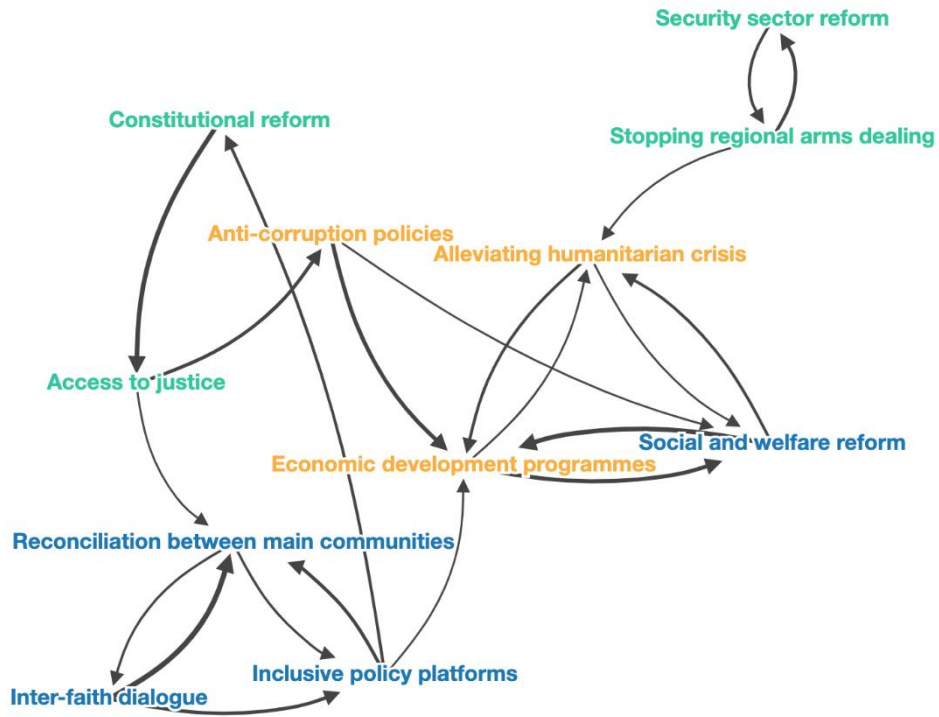 Security sector reform
Constitutional reform
Stopping regional arms dealing
Anti-corruption policies
Alleviating humanitarian crisis
Access to justice
Social and welfare reform
Economic development programmes
Reconciliation between main communities
Inclusive policy platforms
Inter-faith dialogue